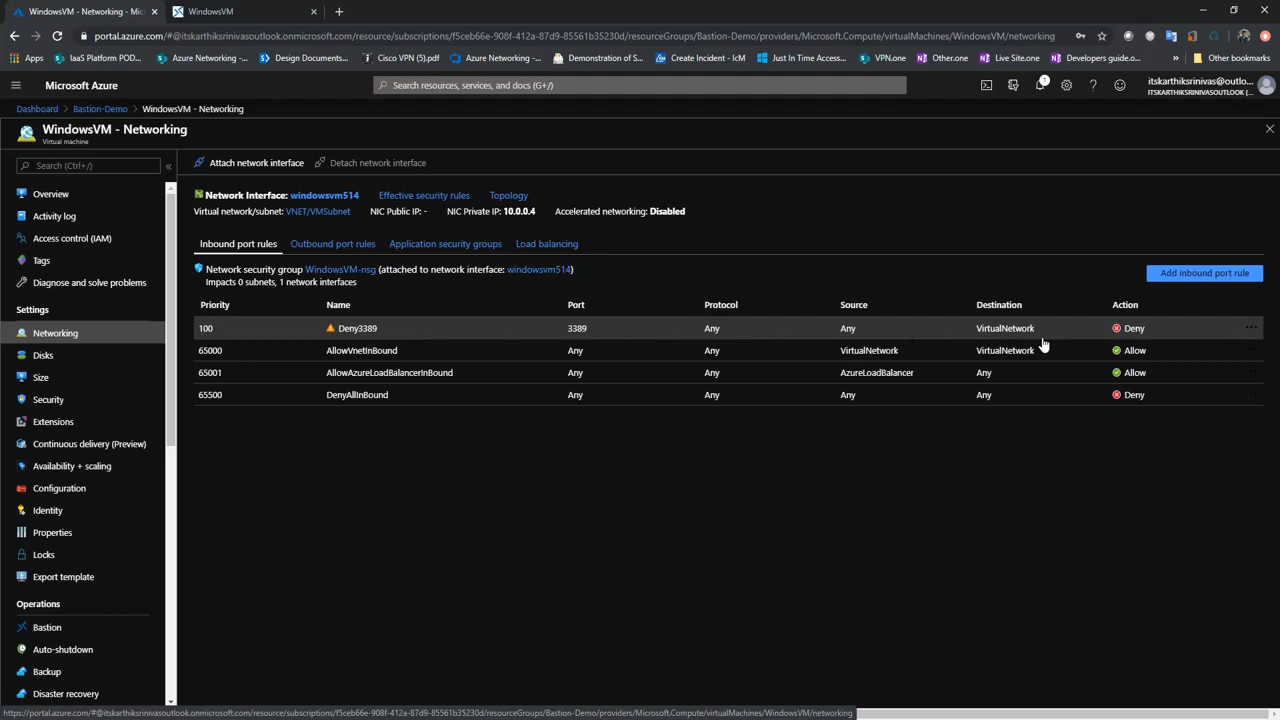 WindowsVM - Networking - Micr
WindowsVM
portal.azure.com/#@itskarthiksrinivasoutlook.onmicrosoft.com/resource/subscriptions/f5ceb66e-908f-412a-87d9-85561b35230d/resourceGroups/Bastion-Demo/providers/Microsoft.Compute/virtualMachines/WindowsVM/networking
Apps
IaaS Platform POD...
Azure Networking -...
Design Documents...
Cisco VPN (5).pdf
Azure Networking -...
Demonstration of S...
Create Incident - IcM
Just In Time Access...
VPN.one
Other.one
Live Site.one
Developers guide.o...
»
Other bookmarks
Microsoft Azure
Search resources, services, and docs (G+/)
1
itskarthiksrinivas@outlo...
ITSKARTHIKSRINIVASOUTLOOK (...
Dashboard > Bastion-Demo > WindowsVM - Networking
WindowsVM - Networking
Virtual machine
Search (Ctrl+/)
«
Overview
Activity log
Access control (IAM)
Tags
Diagnose and solve problems
Settings
Networking
Disks
Size
Security
Extensions
Continuous delivery (Preview)
Availability + scaling
Configuration
Identity
Properties
Locks
Export template
Operations
Bastion
Auto-shutdown
Backup
Disaster recovery
Attach network interface
Detach network interface
Network Interface: windowsvm514 Effective security rules Topology
Virtual network/subnet: VNET/VMSubnet NIC Public IP: - NIC Private IP: 10.0.0.4 Accelerated networking: Disabled
Inbound port rules Outbound port rules Application security groups Load balancing
Network security group WindowsVM-nsg (attached to network interface: windowsvm514)
Impacts 0 subnets, 1 network interfaces
Add inbound port rule
Priority Name Port Protocol Source Destination Action
100 Deny3389 3389 Any Any VirtualNetwork Deny ...
65000 AllowVnetInBound Any Any VirtualNetwork VirtualNetwork Allow ...
65001 AllowAzureLoadBalancerInBound Any Any AzureLoadBalancer Any Allow ...
65500 DenyAllInBound Any Any Any Any Deny ...
https://portal.azure.com/#@itskarthiksrinivasoutlook.onmicrosoft.com/resource/subscriptions/f5ceb66e-908f-412a-87d9-85561b35230d/resourceGroups/Bastion-Demo/providers/Microsoft.Compute/virtualMachines/WindowsVM/networking